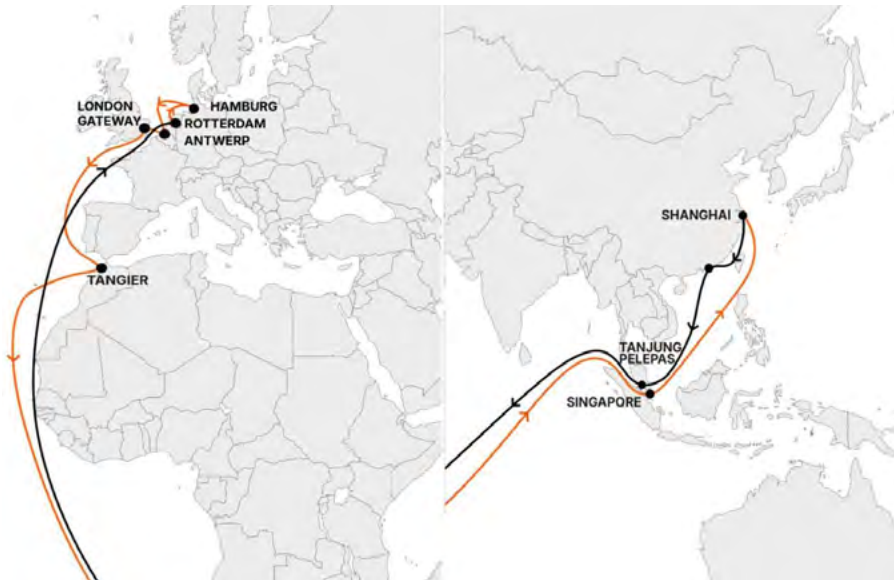 LONDON
GATEWAY
HAMBURG
ROTTERDAM
ANTWERP
TANGIER
SHANGHAI
TANJUNG
PELEPAS
SINGAPORE